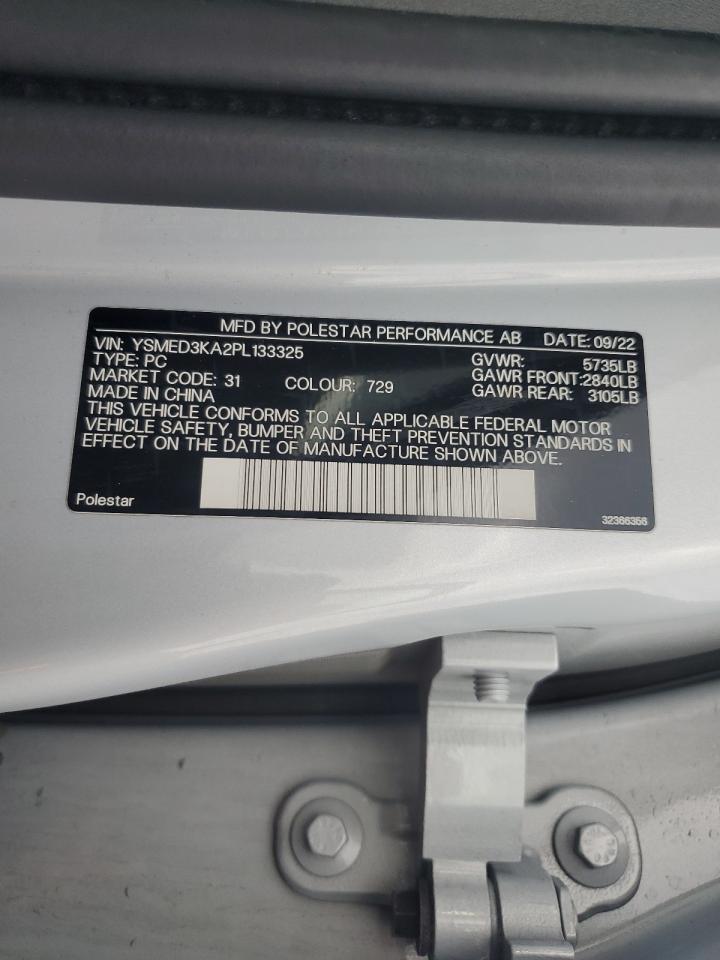 MFD BY POLESTAR PERFORMANCE AB DATE: 09/22
VIN: YSMED3KA2PL133325 GVWR: 5735LB
TYPE: PC GAWR FRONT:2840LB
MARKET CODE: 31 COLOUR: 729 GAWR REAR: 3105LB
MADE IN CHINA
THIS VEHICLE CONFORMS TO ALL APPLICABLE FEDERAL MOTOR
VEHICLE SAFETY, BUMPER AND THEFT PREVENTION STANDARDS IN
EFFECT ON THE DATE OF MANUFACTURE SHOWN ABOVE.
Polestar 32366356